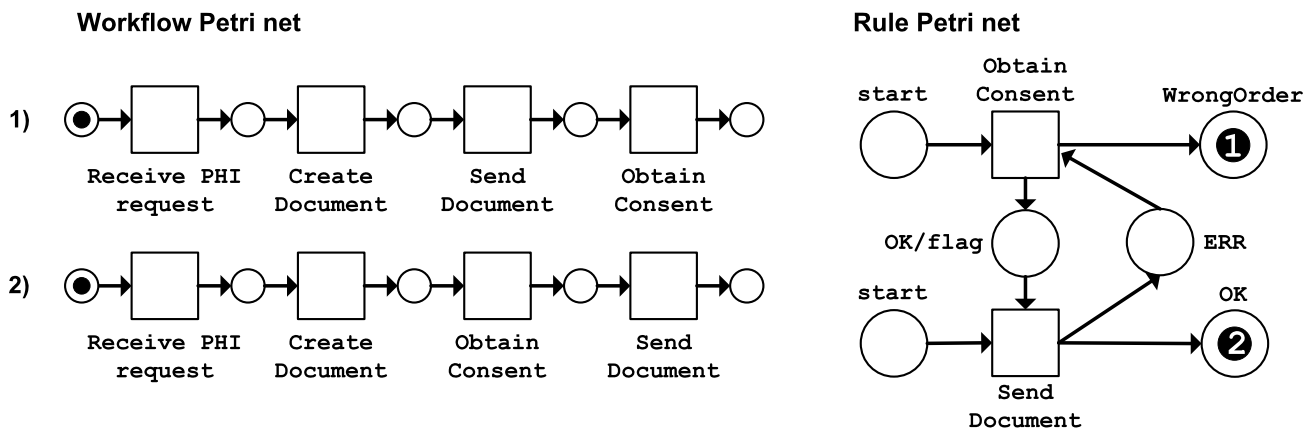 Workflow Petri net
1)
Receive PHI
request
Create
Document
Send
Document
Obtain
Consent
2)
Receive PHI
request
Create
Document
Obtain
Consent
Send
Document
Rule Petri net
Obtain
Consent
start
WrongOrder
1
OK/flag
ERR
start
OK
2
Send
Document